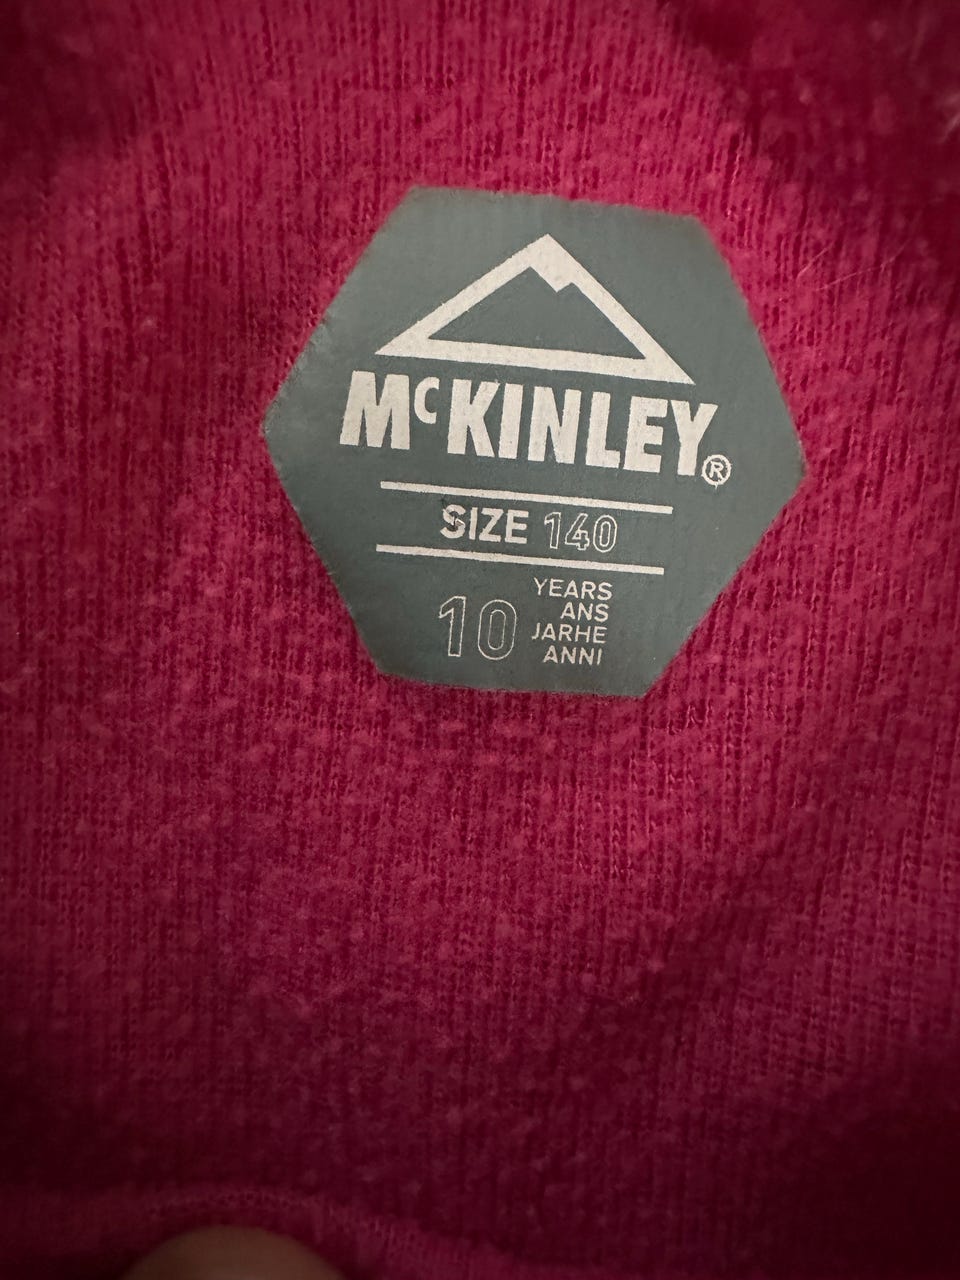 McKINLEY®
SIZE 140
10 YEARS
ANS
JARHE
ANNI